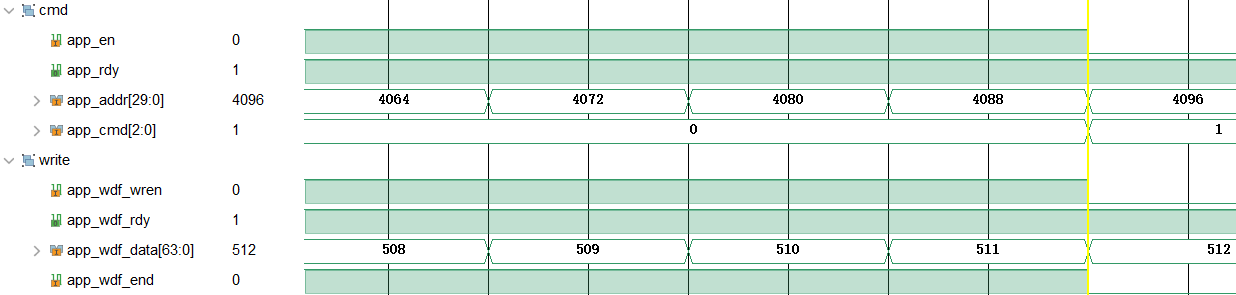 cmd
app_en 0
app_rdy 1
app_addr[29:0] 4096 4064 4072 4080 4088 4096
app_cmd[2:0] 1 0 1
write
app_wdf_wren 0
app_wdf_rdy 1
app_wdf_data[63:0] 512 508 509 510 511 512
app_wdf_end 0